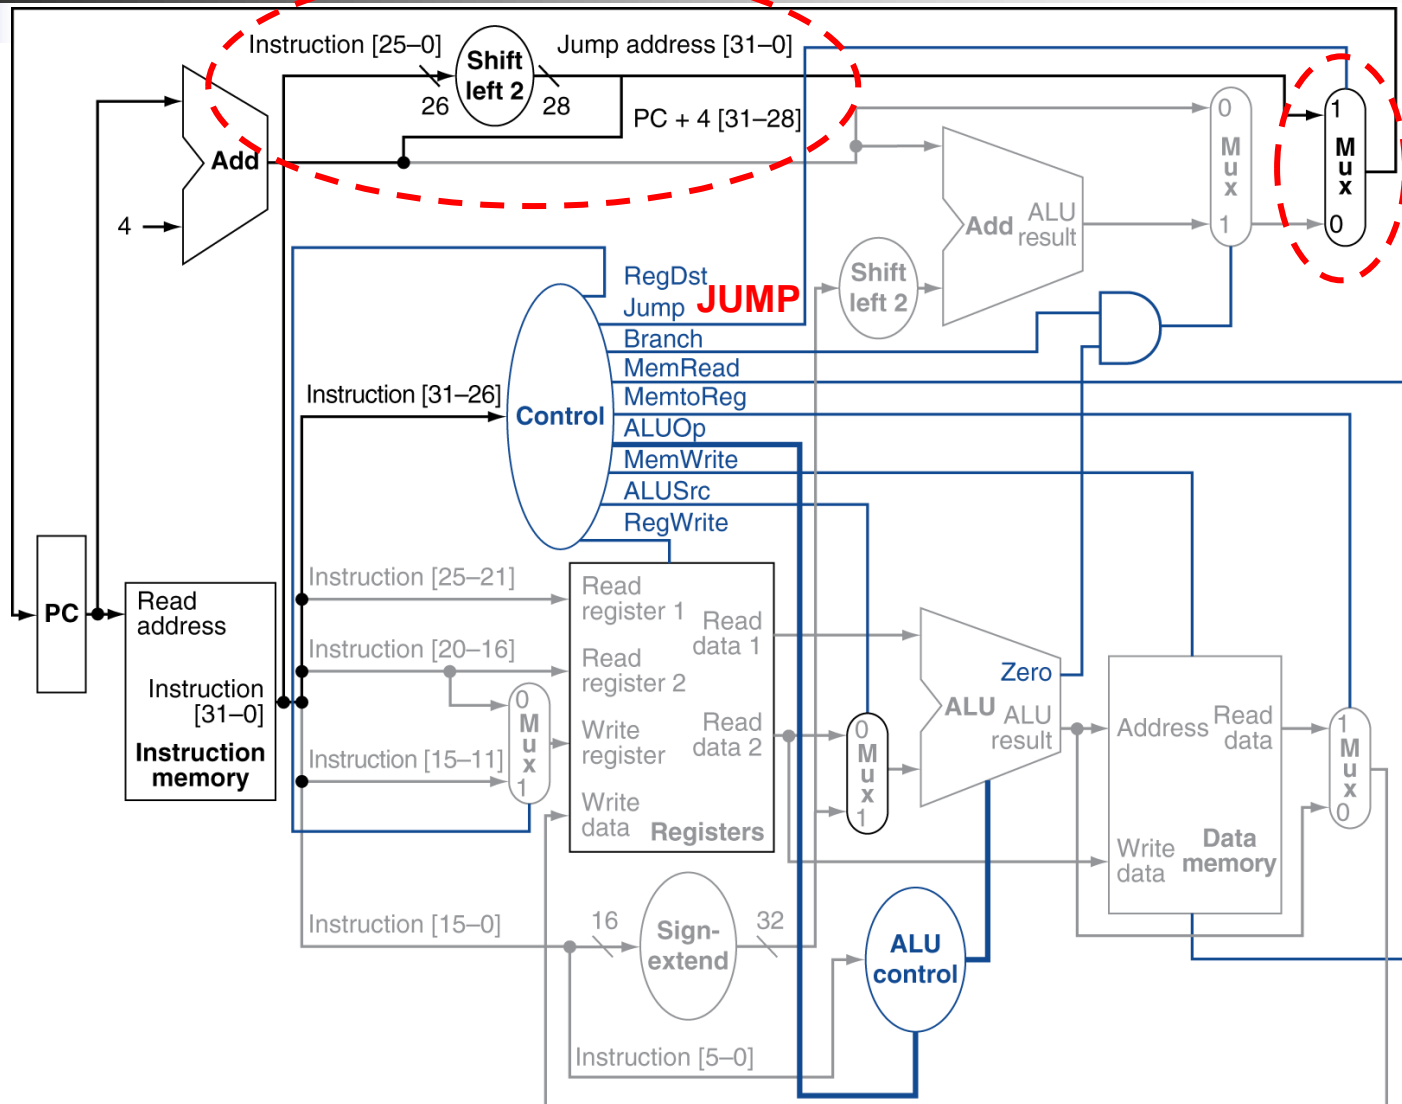 Instruction [25–0]
Shift
left 2
Jump address [31–0]
26
28
PC + 4 [31–28]
Add
4
0
M
u
x
1
1
M
u
x
0
Add
ALU
result
Shift
left 2
RegDst
Jump
JUMP
Branch
MemRead
MemtoReg
ALUOp
MemWrite
ALUSrc
RegWrite
Instruction [31–26]
Control
PC
Read
address
Instruction
[31–0]
Instruction
memory
Instruction [25–21]
Instruction [20–16]
Instruction [15–11]
0
M
u
x
1
Read
register 1
Read
register 2
Write
register
Write
data
Read
data 1
Read
data 2
Registers
0
M
u
x
1
Zero
ALU
ALU
result
Address
Read
data
Write
data
Data
memory
1
M
u
x
0
Instruction [15–0]
16
Sign-
extend
32
ALU
control
Instruction [5–0]